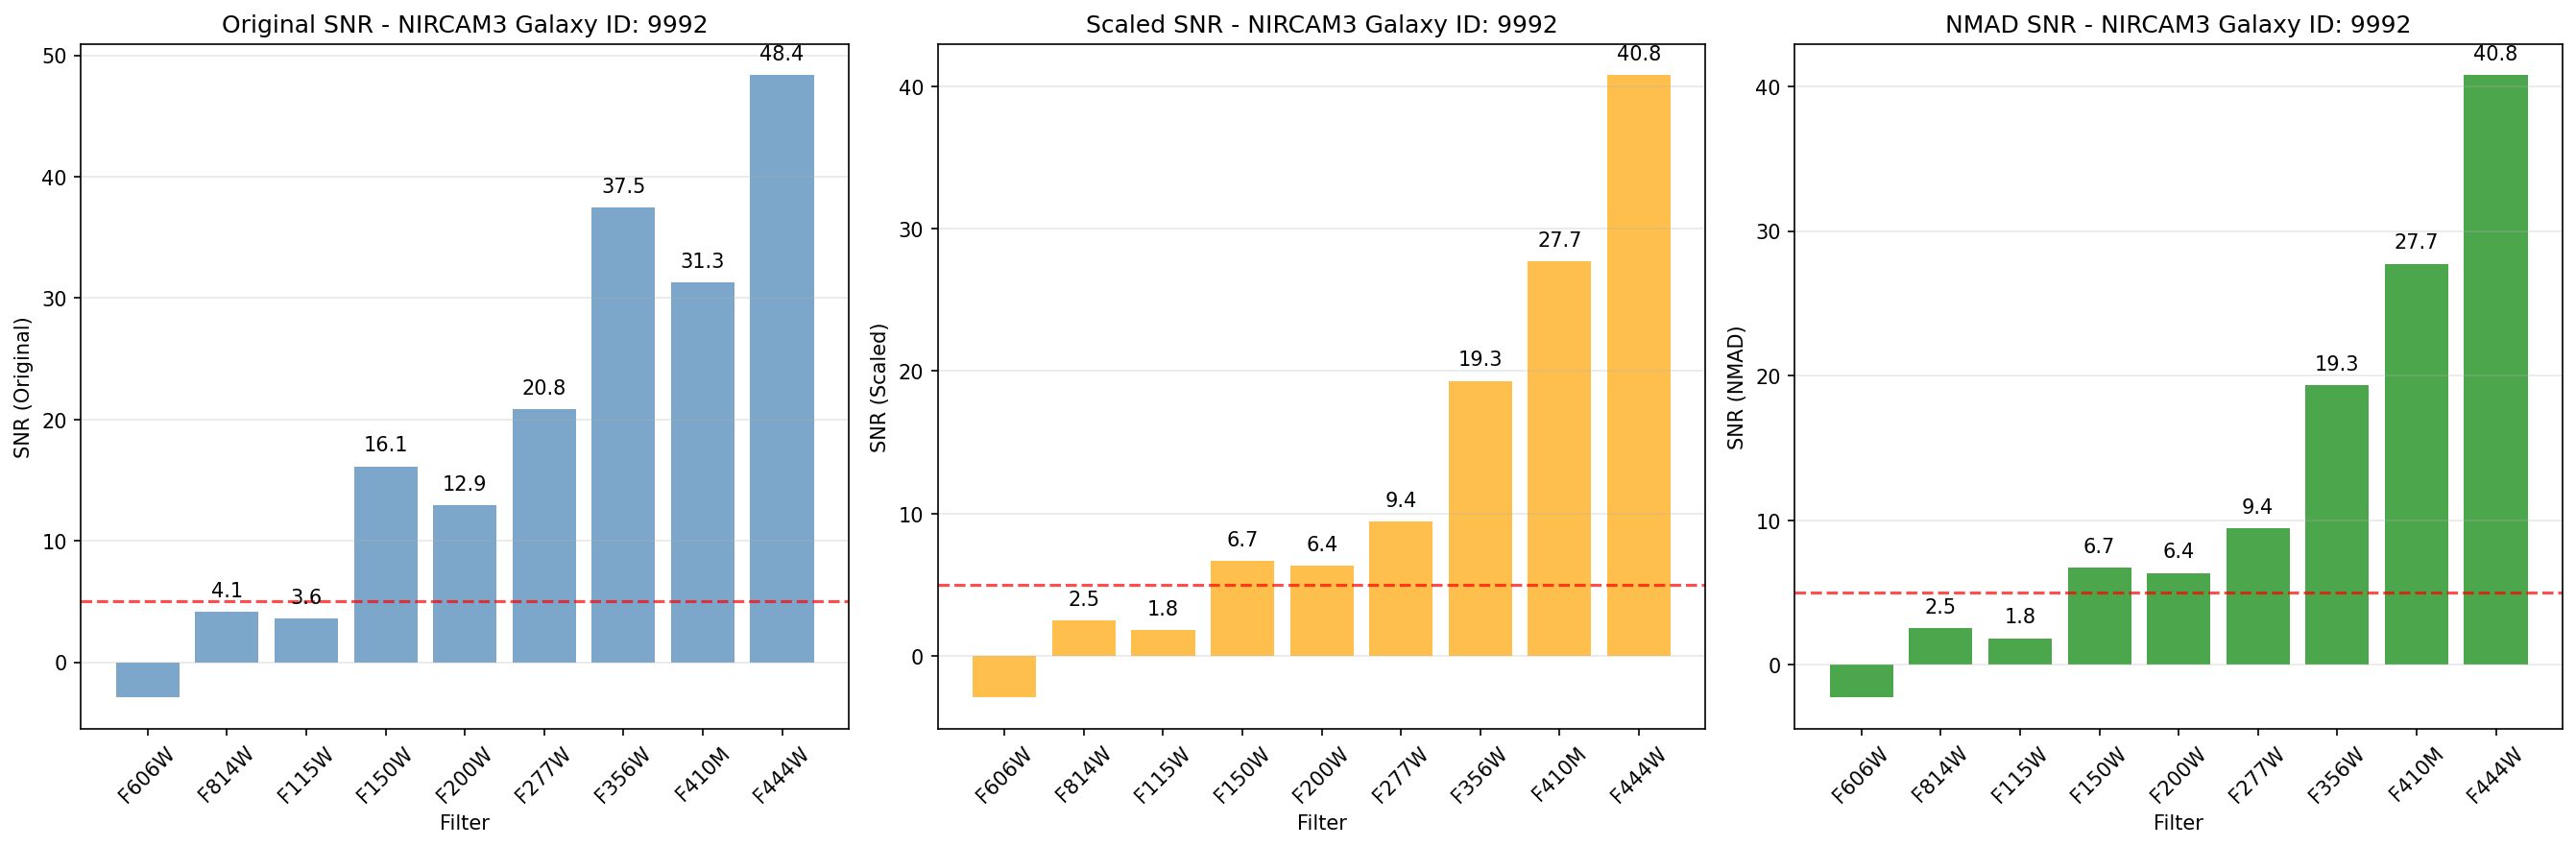 Original SNR - NIRCAM3 Galaxy ID: 9992
SNR (Original)
50
40
30
20
10
0
4.1
3.6
16.1
12.9
20.8
37.5
31.3
48.4
F606W
F814W
F115W
F150W
F200W
F277W
F356W
F410M
F444W
Filter
Scaled SNR - NIRCAM3 Galaxy ID: 9992
SNR (Scaled)
40
30
20
10
0
2.5
1.8
6.7
6.4
9.4
19.3
27.7
40.8
F606W
F814W
F115W
F150W
F200W
F277W
F356W
F410M
F444W
Filter
NMAD SNR - NIRCAM3 Galaxy ID: 9992
SNR (NMAD)
40
30
20
10
0
2.5
1.8
6.7
6.4
9.4
19.3
27.7
40.8
F606W
F814W
F115W
F150W
F200W
F277W
F356W
F410M
F444W
Filter